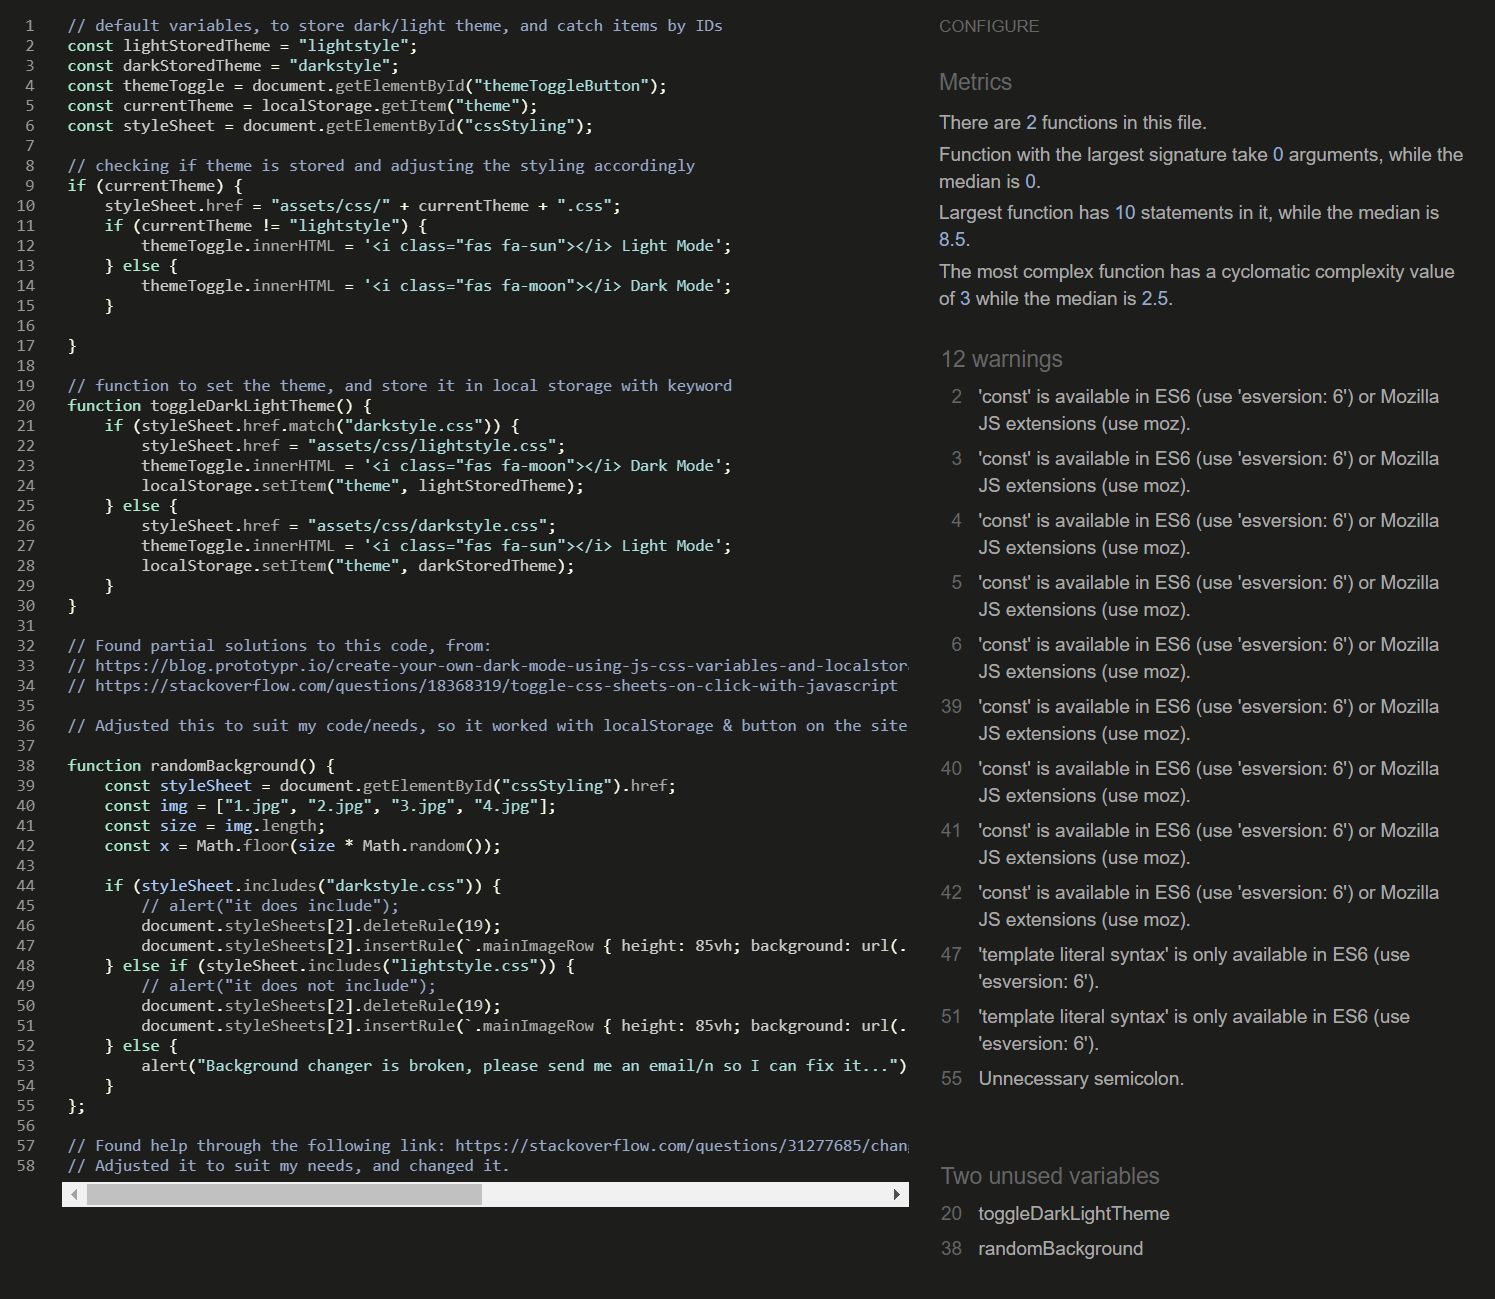 1 // default variables, to store dark/light theme, and catch items by IDs
2 const lightStoredTheme = "lightstyle";
3 const darkStoredTheme = "darkstyle";
4 const themeToggle = document.getElementById("themeToggleButton");
5 const currentTheme = localStorage.getItem("theme");
6 const styleSheet = document.getElementById("cssStyling");
7
8 // checking if theme is stored and adjusting the styling accordingly
9 if (currentTheme) {
10 styleSheet.href = "assets/css/" + currentTheme + ".css";
11 if (currentTheme != "lightstyle") {
12 themeToggle.innerHTML = '<i class="fas fa-sun"></i> Light Mode';
13 } else {
14 themeToggle.innerHTML = '<i class="fas fa-moon"></i> Dark Mode';
15 }
16
17 }
18
19 // function to set the theme, and store it in local storage with keyword
20 function toggleDarkLightTheme() {
21 if (styleSheet.href.match("darkstyle.css")) {
22 styleSheet.href = "assets/css/lightstyle.css";
23 themeToggle.innerHTML = '<i class="fas fa-moon"></i> Dark Mode';
24 localStorage.setItem("theme", lightStoredTheme);
25 } else {
26 styleSheet.href = "assets/css/darkstyle.css";
27 themeToggle.innerHTML = '<i class="fas fa-sun"></i> Light Mode';
28 localStorage.setItem("theme", darkStoredTheme);
29 }
30 }
31
32 // Found partial solutions to this code, from:
33 // https://blog.prototypr.io/create-your-own-dark-mode-using-js-css-variables-and-localstor
34 // https://stackoverflow.com/questions/18368319/toggle-css-sheets-on-click-with-javascript
35
36 // Adjusted this to suit my code/needs, so it worked with localStorage & button on the site
37
38 function randomBackground() {
39 const styleSheet = document.getElementById("cssStyling").href;
40 const img = ["1.jpg", "2.jpg", "3.jpg", "4.jpg"];
41 const size = img.length;
42 const x = Math.floor(size * Math.random());
43
44 if (styleSheet.includes("darkstyle.css")) {
45 // alert("it does include");
46 document.styleSheets[2].deleteRule(19);
47 document.styleSheets[2].insertRule(`.mainImageRow { height: 85vh; background: url(.
48 } else if (styleSheet.includes("lightstyle.css")) {
49 // alert("it does not include");
50 document.styleSheets[2].deleteRule(19);
51 document.styleSheets[2].insertRule(`.mainImageRow { height: 85vh; background: url(.
52 } else {
53 alert("Background changer is broken, please send me an email/n so I can fix it...")
54 }
55 };
56
57 // Found help through the following link: https://stackoverflow.com/questions/31277685/chan
58 // Adjusted it to suit my needs, and changed it.
CONFIGURE
Metrics
There are 2 functions in this file.
Function with the largest signature take 0 arguments, while the
median is 0.
Largest function has 10 statements in it, while the median is
8.5.
The most complex function has a cyclomatic complexity value
of 3 while the median is 2.5.
12 warnings
2 'const' is available in ES6 (use 'esversion: 6') or Mozilla
JS extensions (use moz).
3 'const' is available in ES6 (use 'esversion: 6') or Mozilla
JS extensions (use moz).
4 'const' is available in ES6 (use 'esversion: 6') or Mozilla
JS extensions (use moz).
5 'const' is available in ES6 (use 'esversion: 6') or Mozilla
JS extensions (use moz).
6 'const' is available in ES6 (use 'esversion: 6') or Mozilla
JS extensions (use moz).
39 'const' is available in ES6 (use 'esversion: 6') or Mozilla
JS extensions (use moz).
40 'const' is available in ES6 (use 'esversion: 6') or Mozilla
JS extensions (use moz).
41 'const' is available in ES6 (use 'esversion: 6') or Mozilla
JS extensions (use moz).
42 'const' is available in ES6 (use 'esversion: 6') or Mozilla
JS extensions (use moz).
47 'template literal syntax' is only available in ES6 (use
'esversion: 6').
51 'template literal syntax' is only available in ES6 (use
'esversion: 6').
55 Unnecessary semicolon.
Two unused variables
20 toggleDarkLightTheme
38 randomBackground